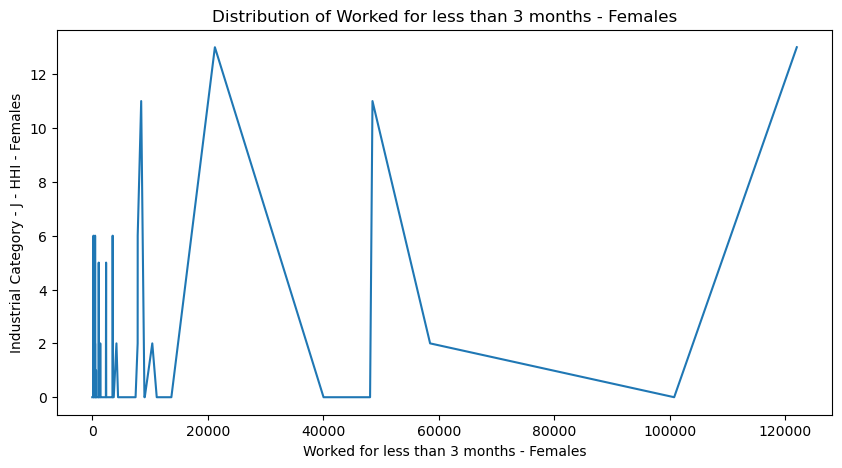 Distribution of Worked for less than 3 months - Females
Industrial Category - J - HHI - Females
12
10
8
6
4
2
0
0 20000 40000 60000 80000 100000 120000
Worked for less than 3 months - Females